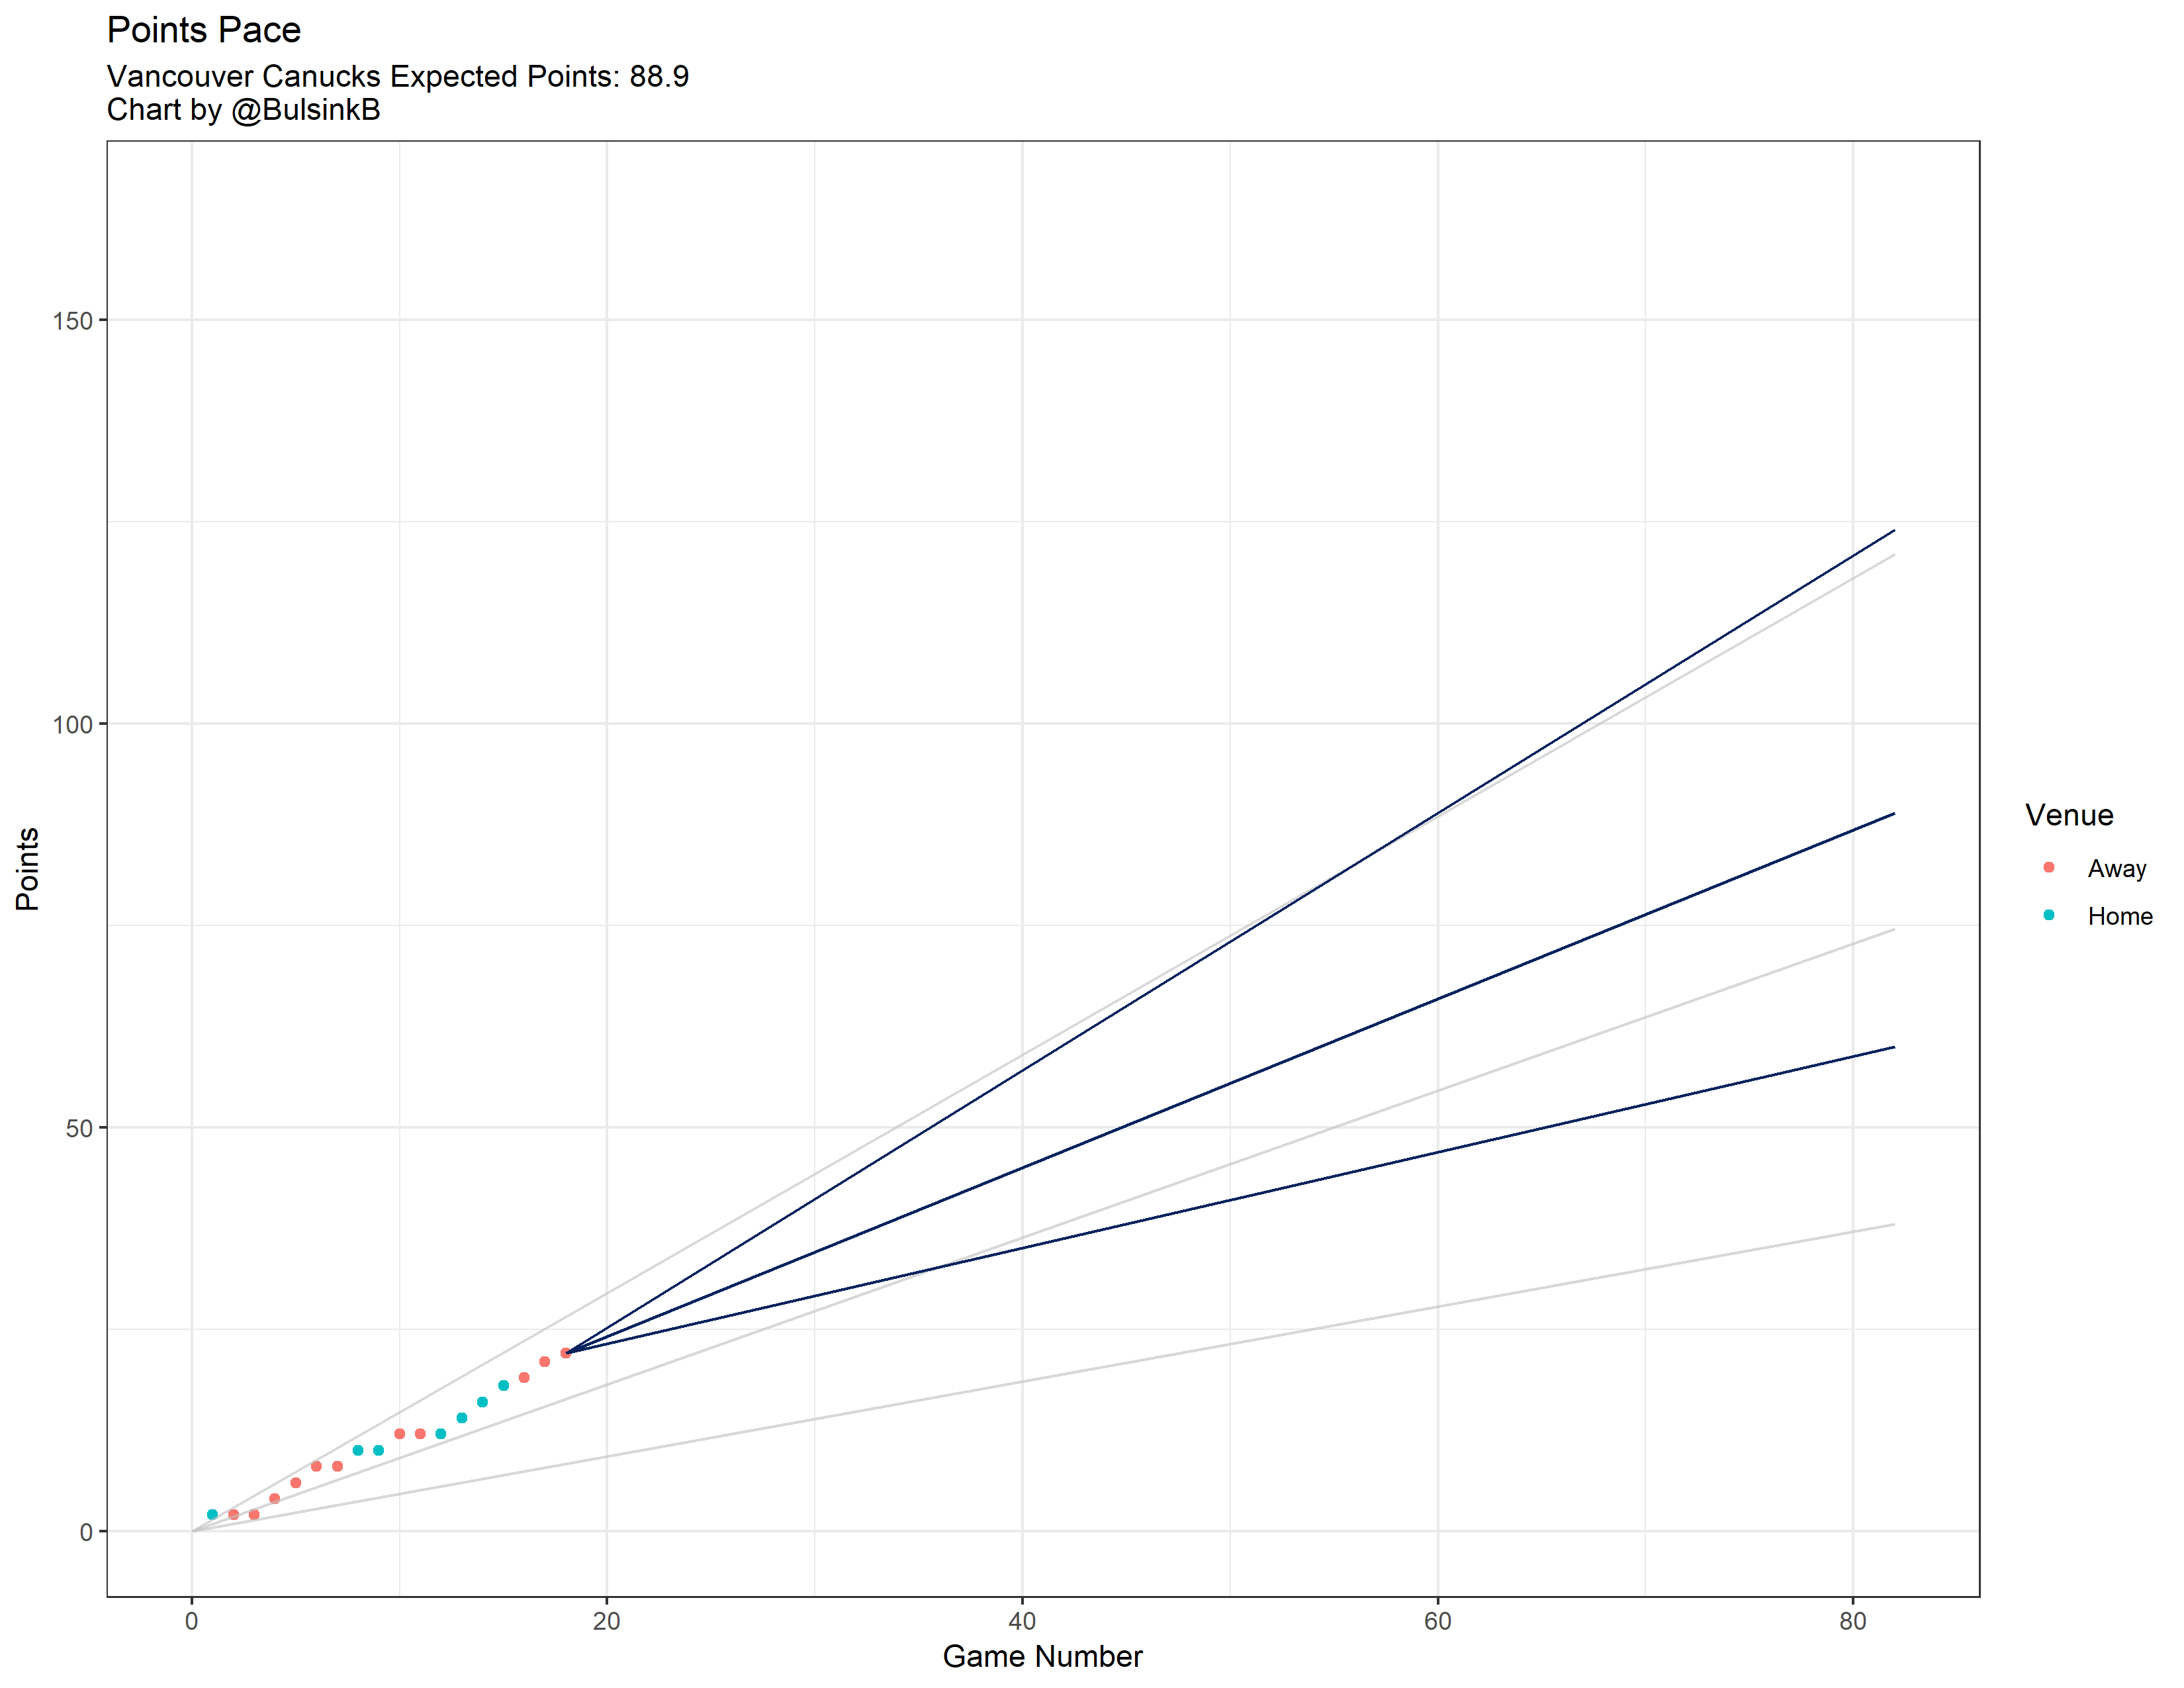 Points Pace
Vancouver Canucks Expected Points: 88.9
Chart by @BulsinkB
150
100
50
0
Points
0
20
40
60
80
Game Number
Venue
Away
Home